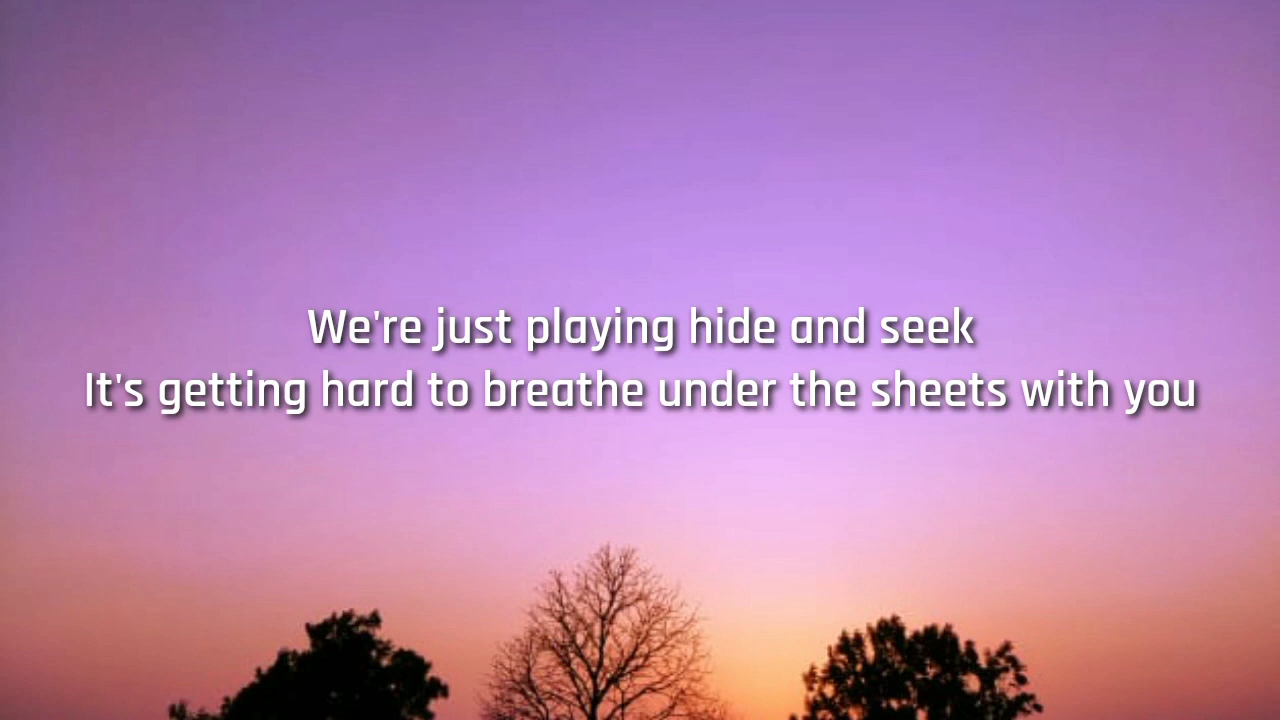 We're just playing hide and seek
It's getting hard to breathe under the sheets with you